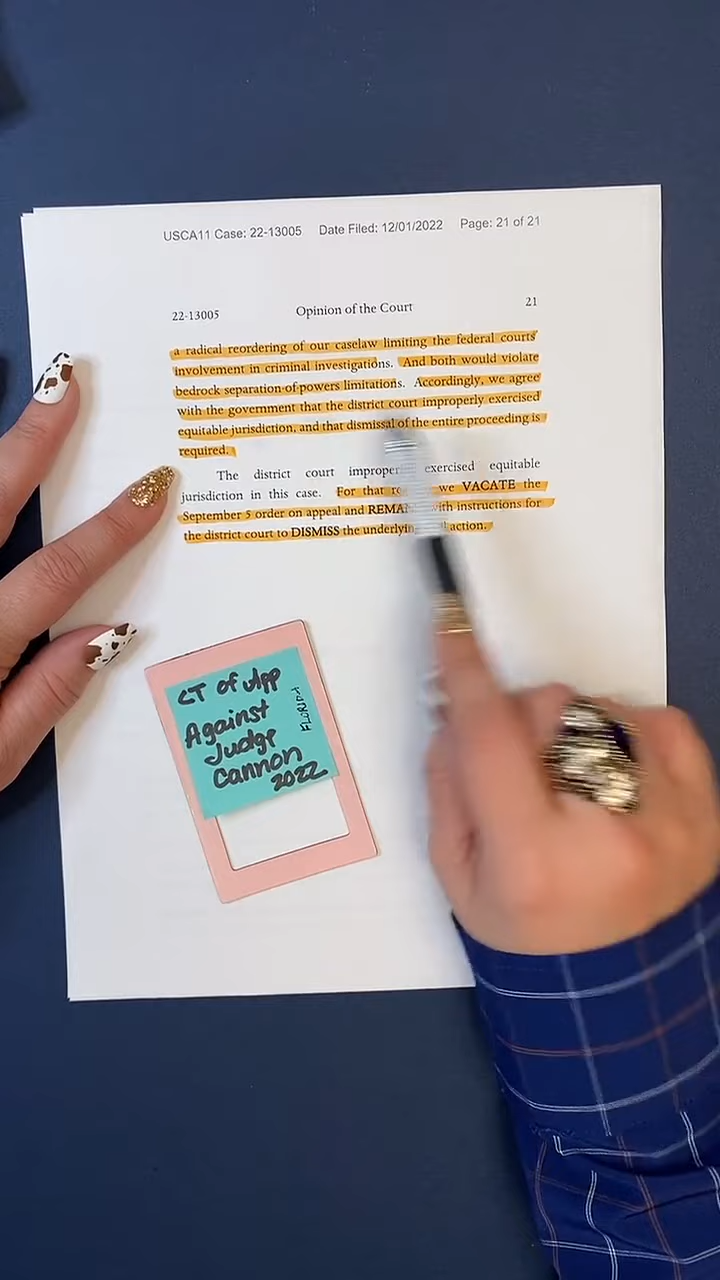 USCA11 Case: 22-13005 Date Filed: 12/01/2022 Page: 21 of 21
22-13005 Opinion of the Court 21
a radical reordering of our caselaw limiting the federal courts'
involvement in criminal investigations. And both would violate
bedrock separation of powers limitations. Accordingly, we agree
with the government that the district court improperly exercised
equitable jurisdiction, and that dismissal of the entire proceeding is
required.
The district court improper exercised equitable
jurisdiction in this case. For that we VACATE the
September 5 order on appeal and with instructions for
the district court to DISMISS the action.
CT of App
Against
Judge
Cannon
2022
FLORIDA